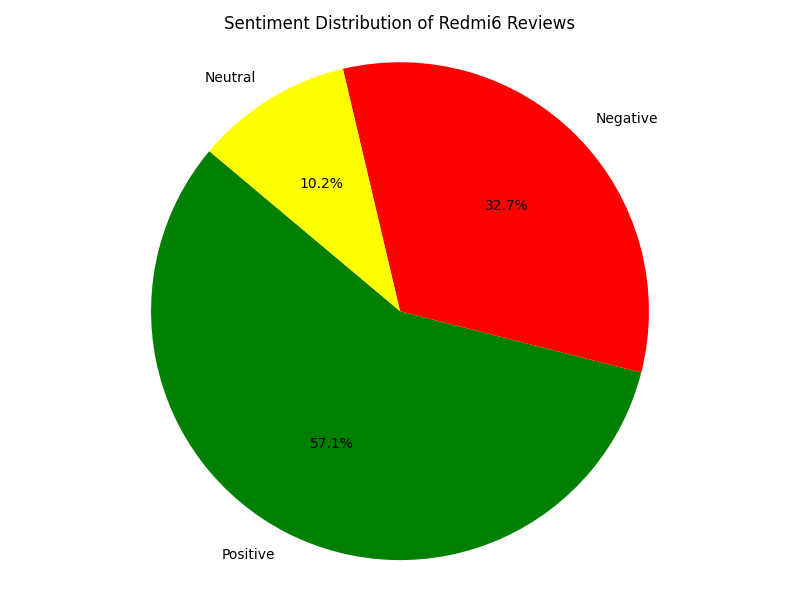 Sentiment Distribution of Redmi6 Reviews
Neutral
Negative
10.2%
32.7%
57.1%
Positive